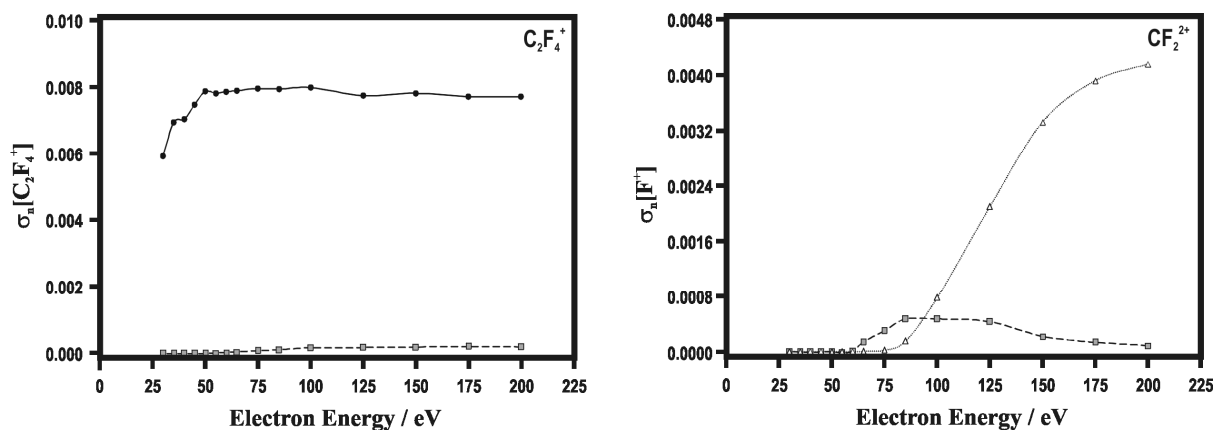 C₂F₄⁺
σₙ[C₂F₄⁺]
0.010
0.008
0.006
0.004
0.002
0.000
0 25 50 75 100 125 150 175 200 225
Electron Energy / eV
CF₂²⁺
σₙ[F⁺]
0.0048
0.0040
0.0032
0.0024
0.0016
0.0008
0.0000
0 25 50 75 100 125 150 175 200 225
Electron Energy / eV